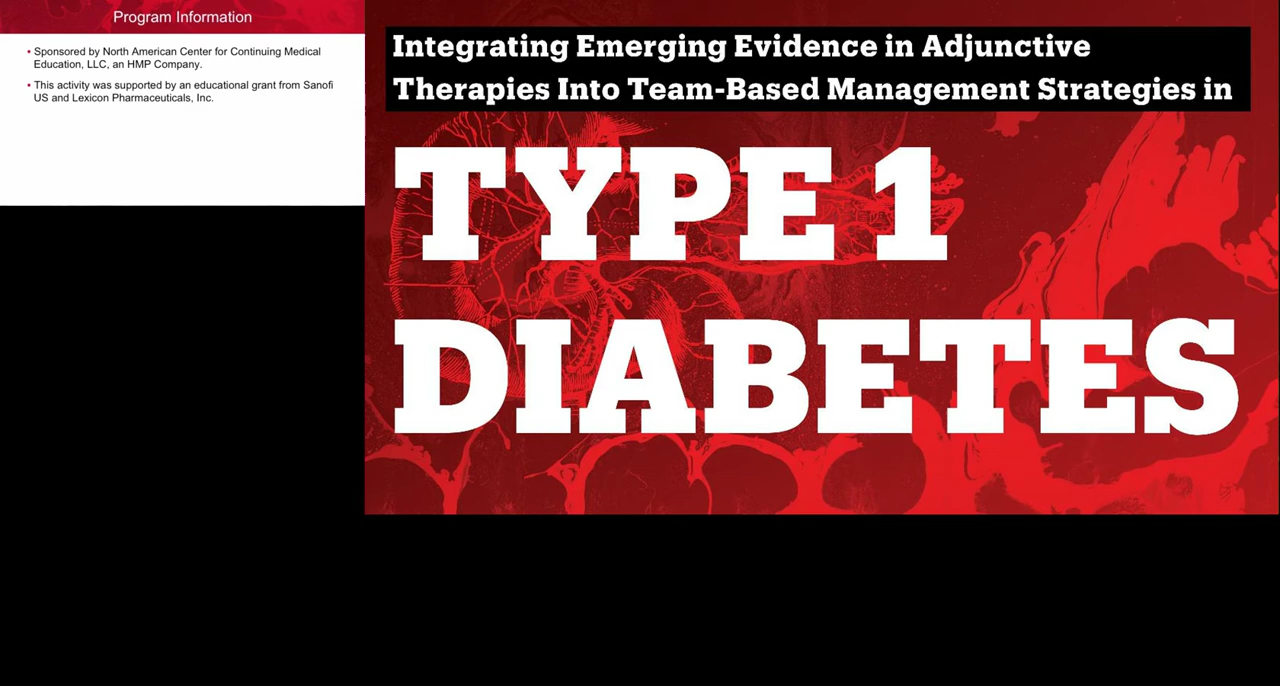 Program Information
• Sponsored by North American Center for Continuing Medical
Education, LLC, an HMP Company.
• This activity was supported by an educational grant from Sanofi
US and Lexicon Pharmaceuticals, Inc.
Integrating Emerging Evidence in Adjunctive
Therapies Into Team-Based Management Strategies in
TYPE 1
DIABETES